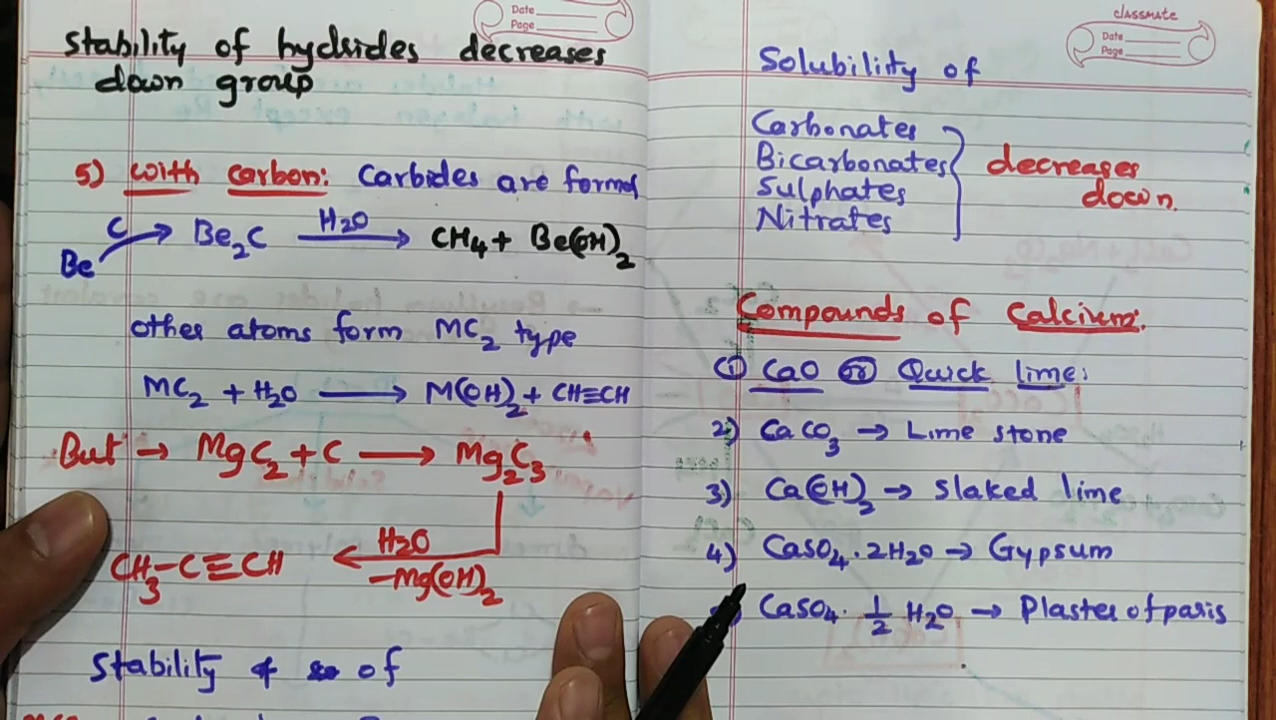 Date
Page
Stability of hydrides decreases
down group
5) with carbon: Carbides are formed
Be C → Be₂C H₂O → CH₄ + Be(OH)₂
other atoms form MC₂ type
MC₂ + H₂O → M(OH)₂ + CH≡CH
But → MgC₂ + C → Mg₂C₃
H₂O
CH₃-C≡CH ← -Mg(OH)₂
Stability & so of
classmate
Date
Page
Solubility of
Carbonates
Bicarbonates
Sulphates
Nitrates
decreases
down.
Compounds of Calcium:
(1) CaO or Quick lime:
2) CaCO₃ → Lime stone
3) Ca(OH)₂ → Slaked lime
4) CaSO₄.2H₂O → Gypsum
CaSO₄. 1/2 H₂O → Plaster of paris